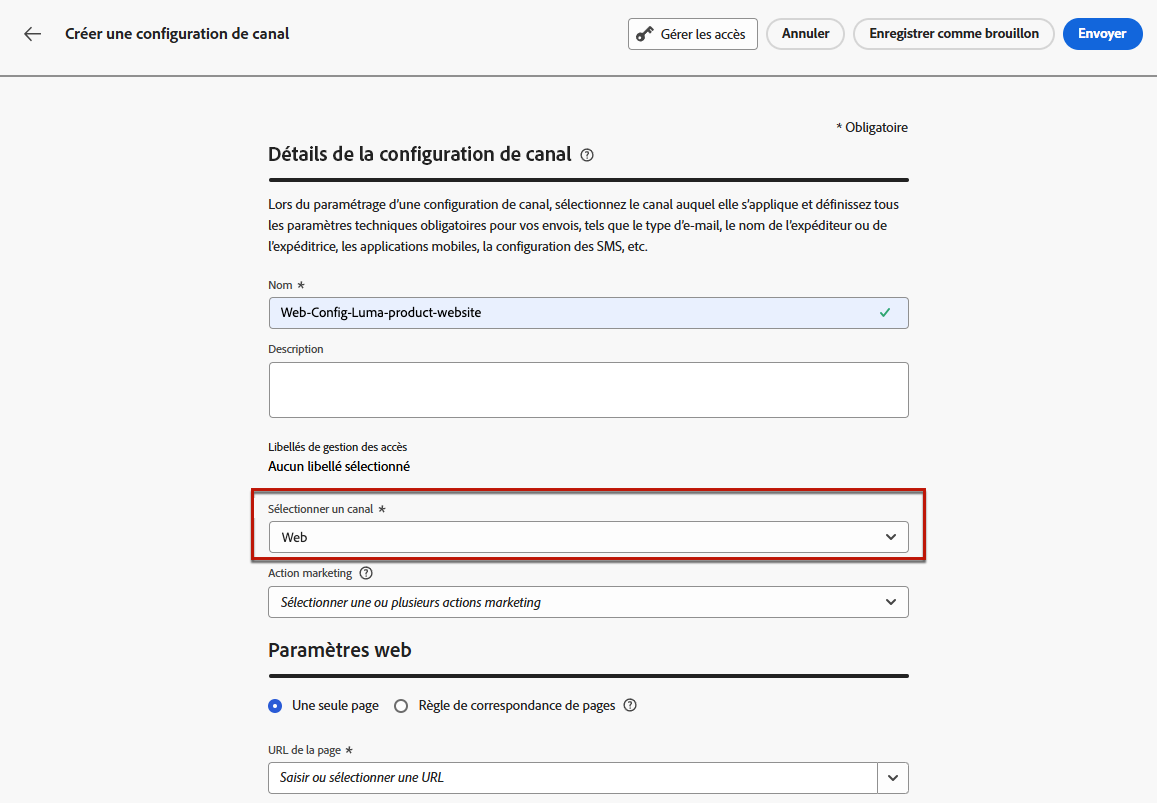 Créer une configuration de canal
Gérer les accès
Annuler
Enregistrer comme brouillon
Envoyer
* Obligatoire
Détails de la configuration de canal
Lors du paramétrage d’une configuration de canal, sélectionnez le canal auquel elle s’applique et définissez tous
les paramètres techniques obligatoires pour vos envois, tels que le type d’e-mail, le nom de l’expéditeur ou de
l’expéditrice, les applications mobiles, la configuration des SMS, etc.
Nom *
Web-Config-Luma-product-website
Description
Libellés de gestion des accès
Aucun libellé sélectionné
Sélectionner un canal *
Web
Action marketing
Sélectionner une ou plusieurs actions marketing
Paramètres web
Une seule page
Règle de correspondance de pages
URL de la page *
Saisir ou sélectionner une URL